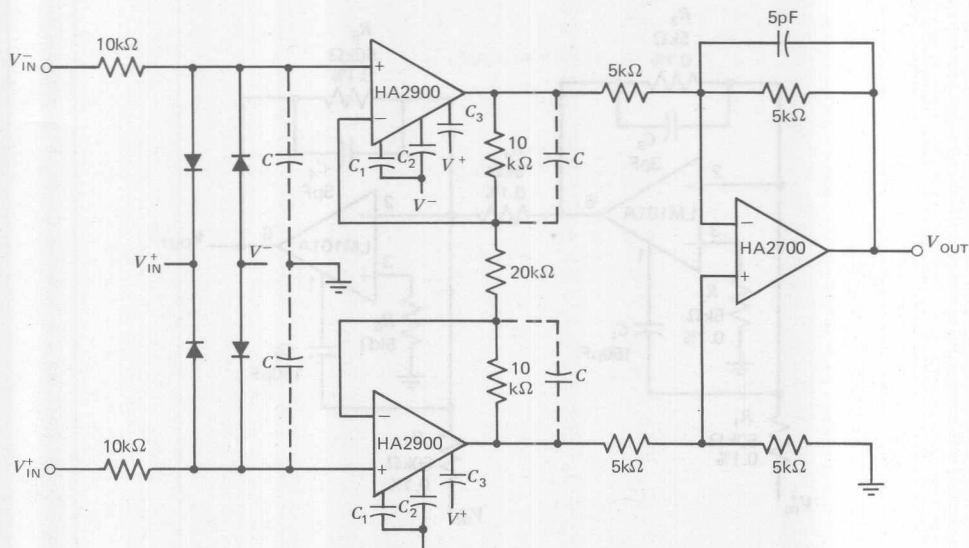 5pF
V⁻IN
10kΩ
+
HA2900
−
C₃
C₂
C₁
V⁺
V⁻
C
10
kΩ
C
5kΩ
5kΩ
V⁺IN
V⁻
20kΩ
−
HA2700
+
VOUT
C
10
kΩ
C
−
HA2900
+
C₃
C₂
C₁
V⁺
V⁺IN
10kΩ
5kΩ
5kΩ